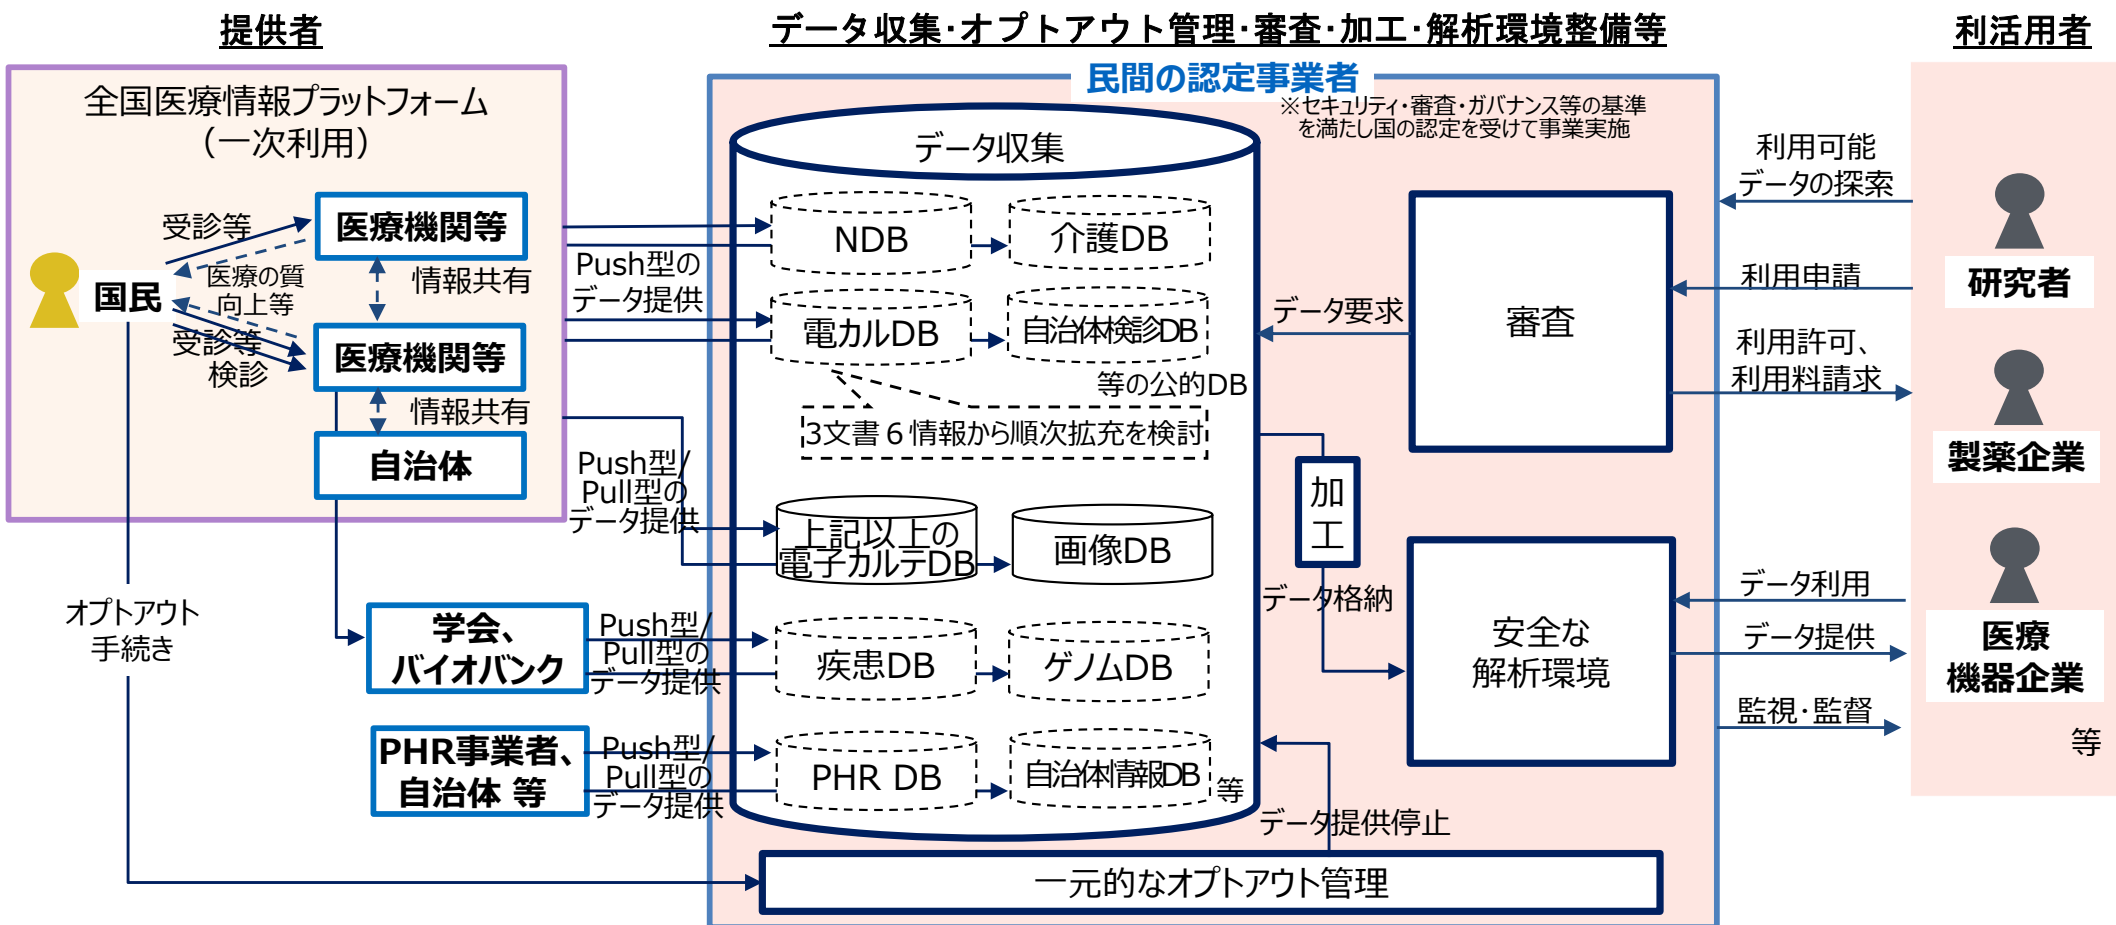 提供者
データ収集・オプトアウト管理・審査・加工・解析環境整備等
利活用者
全国医療情報プラットフォーム
（一次利用）
国民
受診等
医療の質
向上等
受診等
検診
医療機関等
情報共有
医療機関等
情報共有
自治体
オプトアウト
手続き
学会、
バイオバンク
PHR事業者、
自治体 等
Push型の
データ提供
Push型/
Pull型の
データ提供
Push型/
Pull型の
データ提供
Push型/
Pull型の
データ提供
民間の認定事業者
※セキュリティ・審査・ガバナンス等の基準
を満たし国の認定を受けて事業実施
データ収集
NDB
介護DB
電カルDB
自治体検診DB
等の公的DB
3文書６情報から順次拡充を検討
上記以上の
電子カルテDB
画像DB
疾患DB
ゲノムDB
PHR DB
自治体情報DB
等
データ要求
審査
加
工
データ格納
安全な
解析環境
データ提供停止
一元的なオプトアウト管理
利用可能
データの探索
利用申請
利用許可、
利用料請求
データ利用
データ提供
監視・監督
研究者
製薬企業
医療
機器企業
等